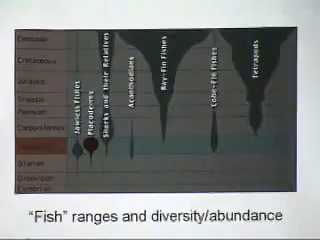 Cenozoic
Cretaceous
Jurassic
Triassic
Permian
Carboniferous
Silurian
Ordovician
Cambrian
Jawless Fishes
Placoderms
Sharks and their Relatives
Acanthodians
Ray-Fin Fishes
Lobe-Fin Fishes
Tetrapods
"Fish" ranges and diversity/abundance